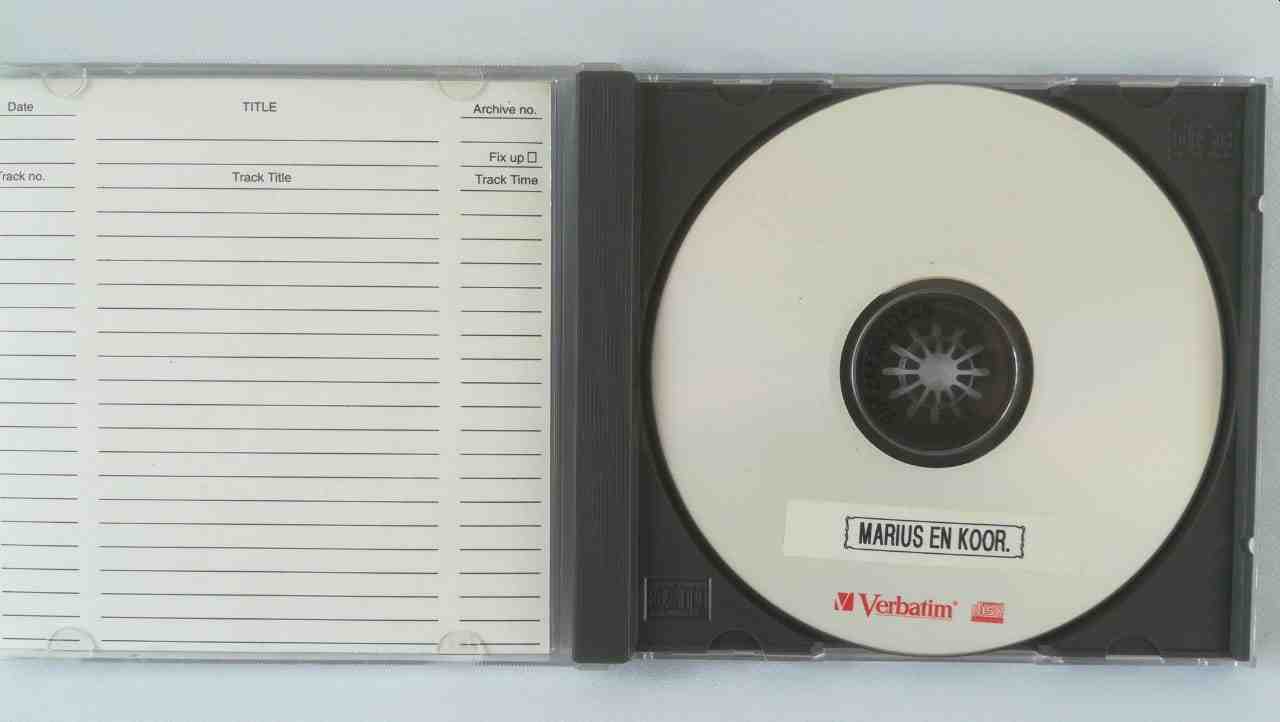 Date
TITLE
Archive no.
Fix up
Track no.
Track Title
Track Time
MARIUS EN KOOR.
Verbatim